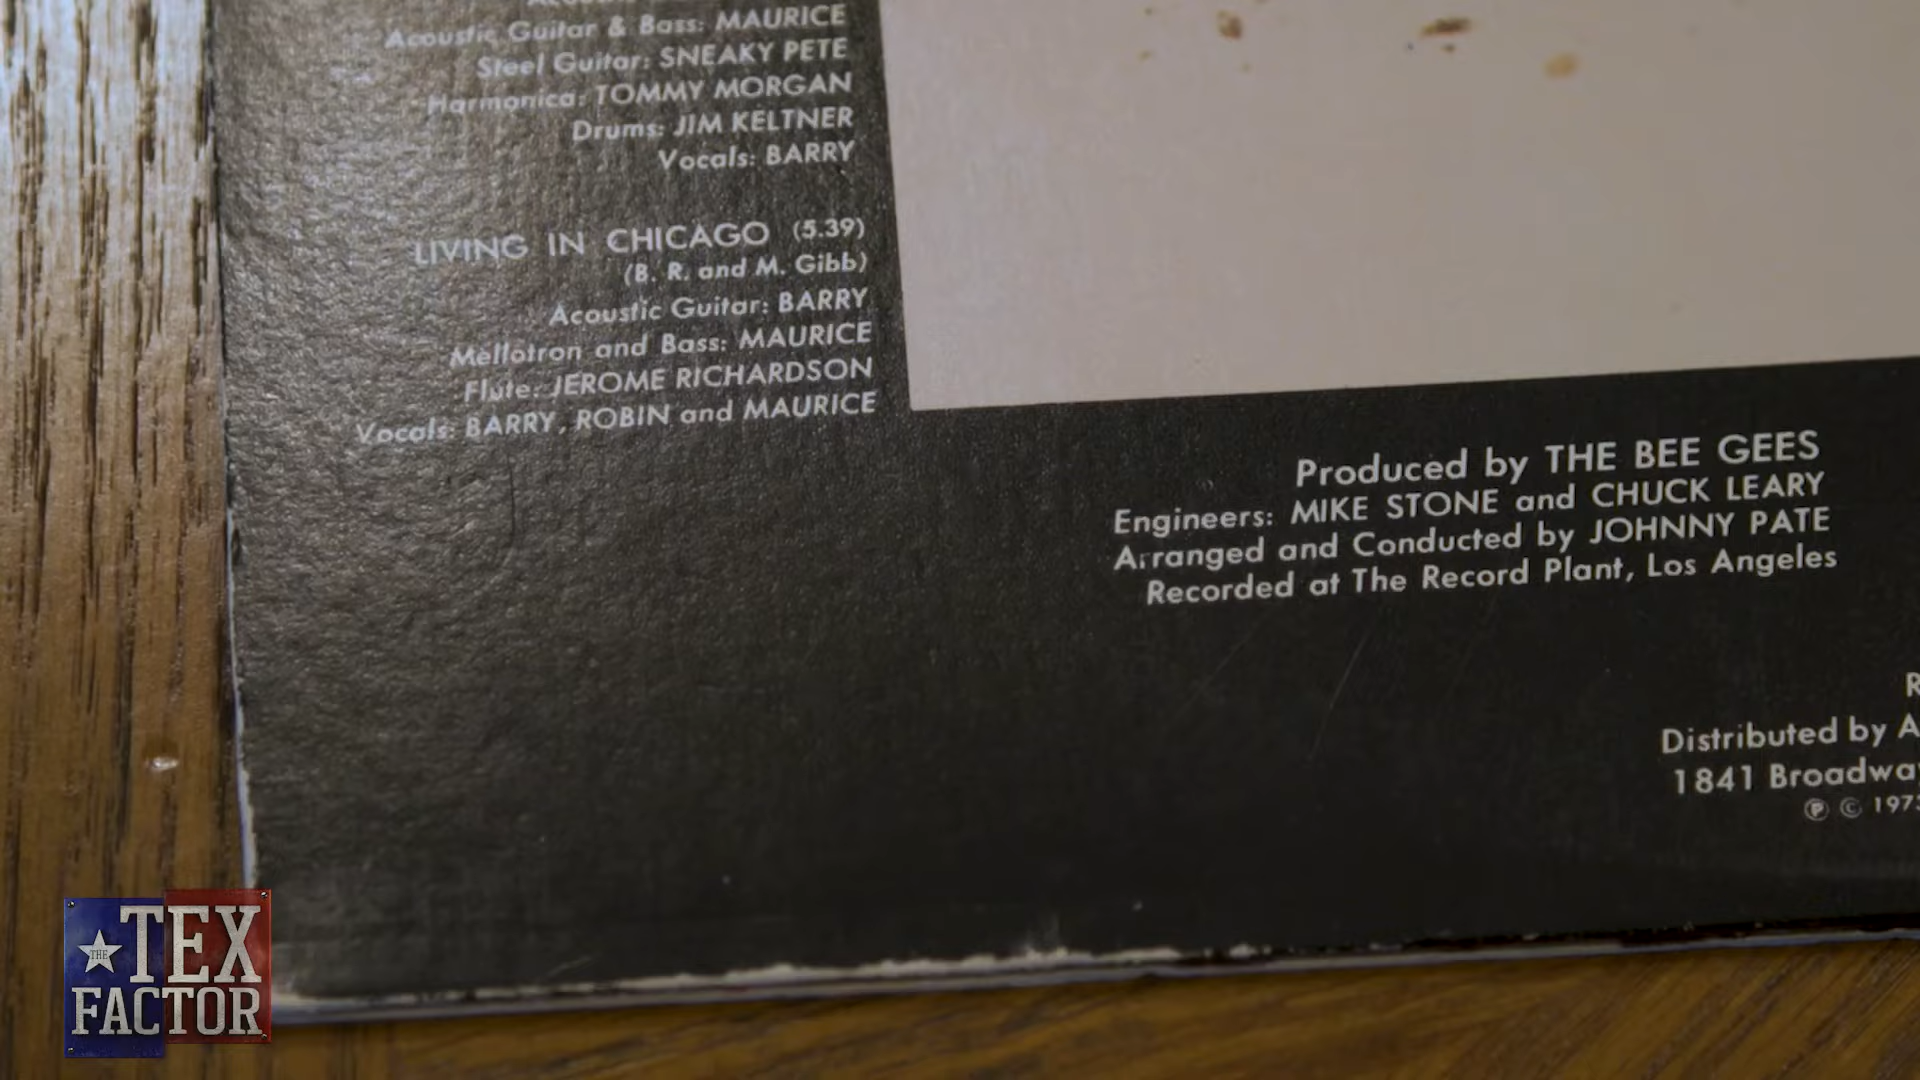 Acoustic Guitar & Bass: MAURICE
Steel Guitar: SNEAKY PETE
Harmonica: TOMMY MORGAN
Drums: JIM KELTNER
Vocals: BARRY
LIVING IN CHICAGO (5.39)
(B. R. and M. Gibb)
Acoustic Guitar: BARRY
Mellotron and Bass: MAURICE
Flute: JEROME RICHARDSON
Vocals: BARRY, ROBIN and MAURICE
Produced by THE BEE GEES
Engineers: MIKE STONE and CHUCK LEARY
Arranged and Conducted by JOHNNY PATE
Recorded at The Record Plant, Los Angeles
Distributed by
1841
℗ ©
THE
TEX
FACTOR